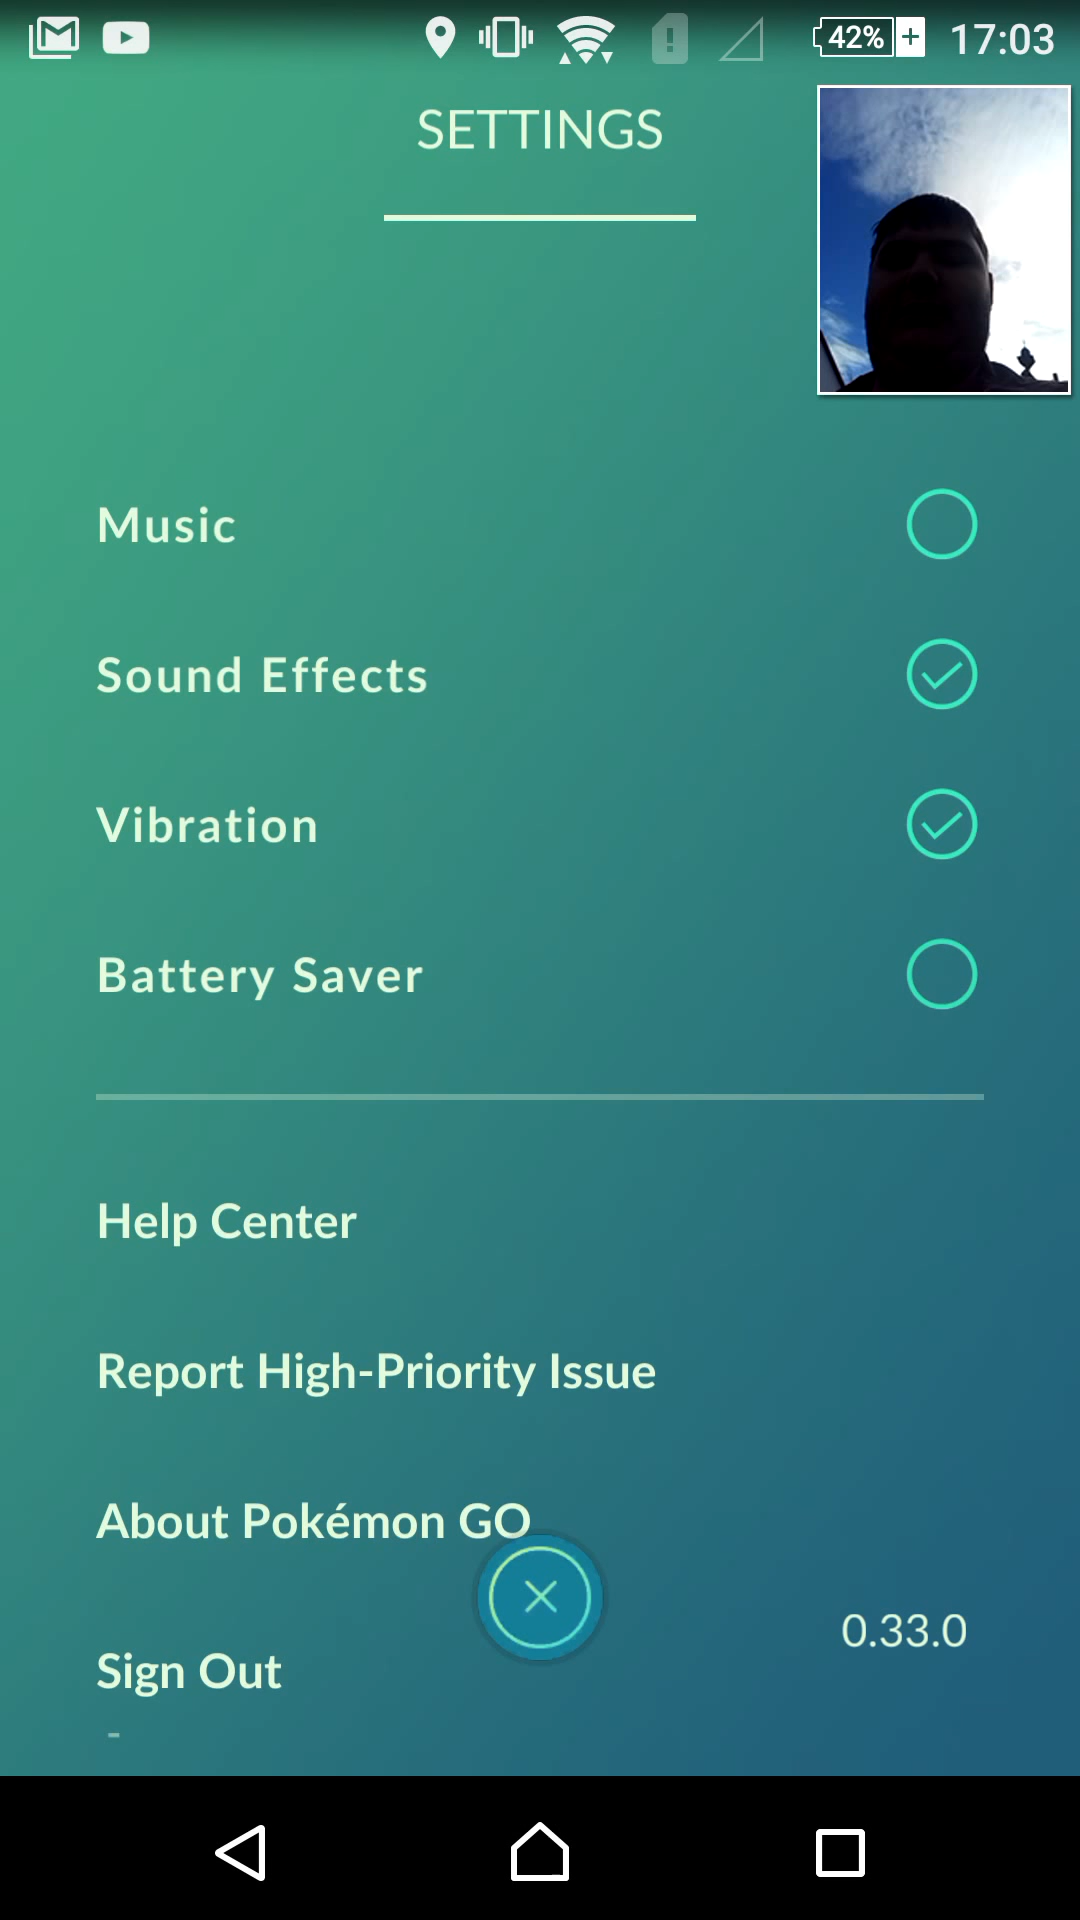 42%
17:03
SETTINGS
Music
Sound Effects
Vibration
Battery Saver
Help Center
Report High-Priority Issue
About Pokémon GO
0.33.0
Sign Out
-